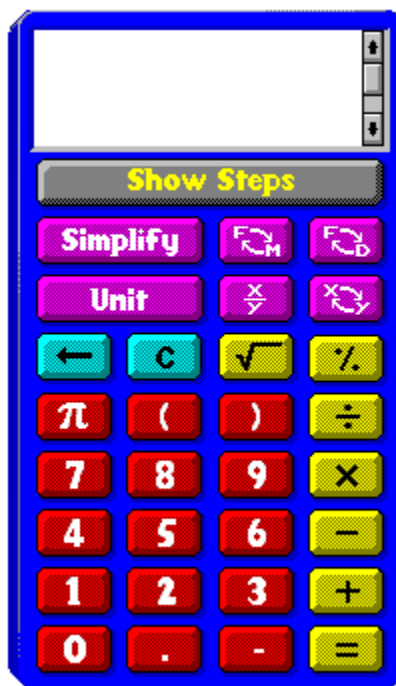 Show Steps
Simplify F M F D
Unit X/Y X Y
← C √ %
π ( ) ÷
7 8 9 ×
4 5 6 −
1 2 3 +
0 . - =